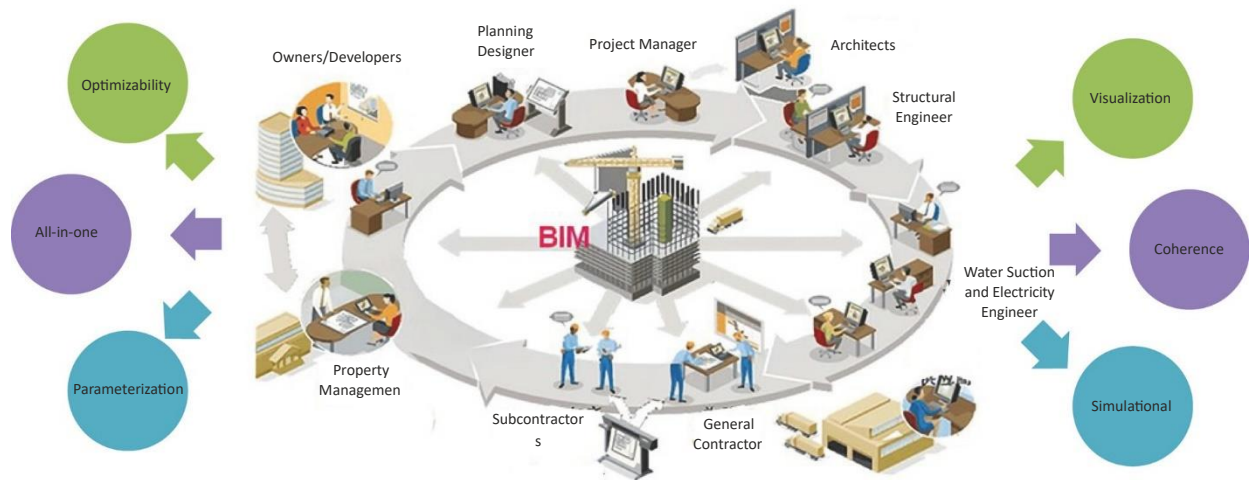 Optimizability
All-in-one
Parameterization
Owners/Developers
Planning
Designer
Project Manager
Architects
Structural
Engineer
BIM
Water Suction
and Electricity
Engineer
Property
Managemen
Subcontractor
s
General
Contractor
Visualization
Coherence
Simulational